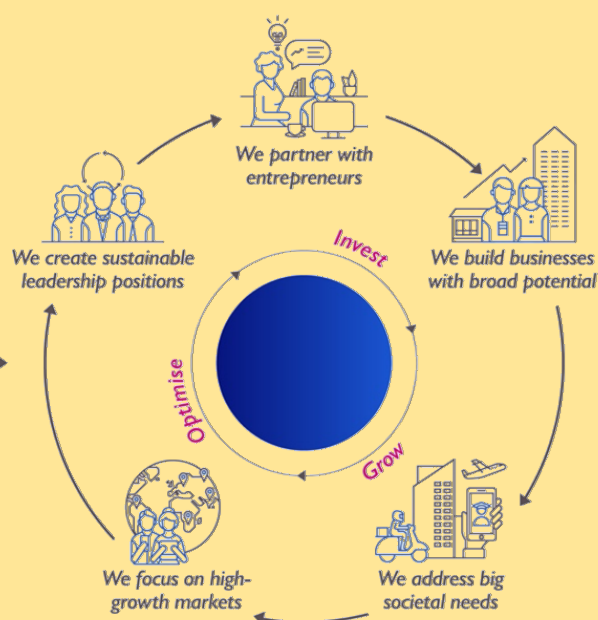 We partner with
entrepreneurs
We build businesses
with broad potential
We address big
societal needs
We focus on high-
growth markets
We create sustainable
leadership positions
Invest
Grow
Optimise